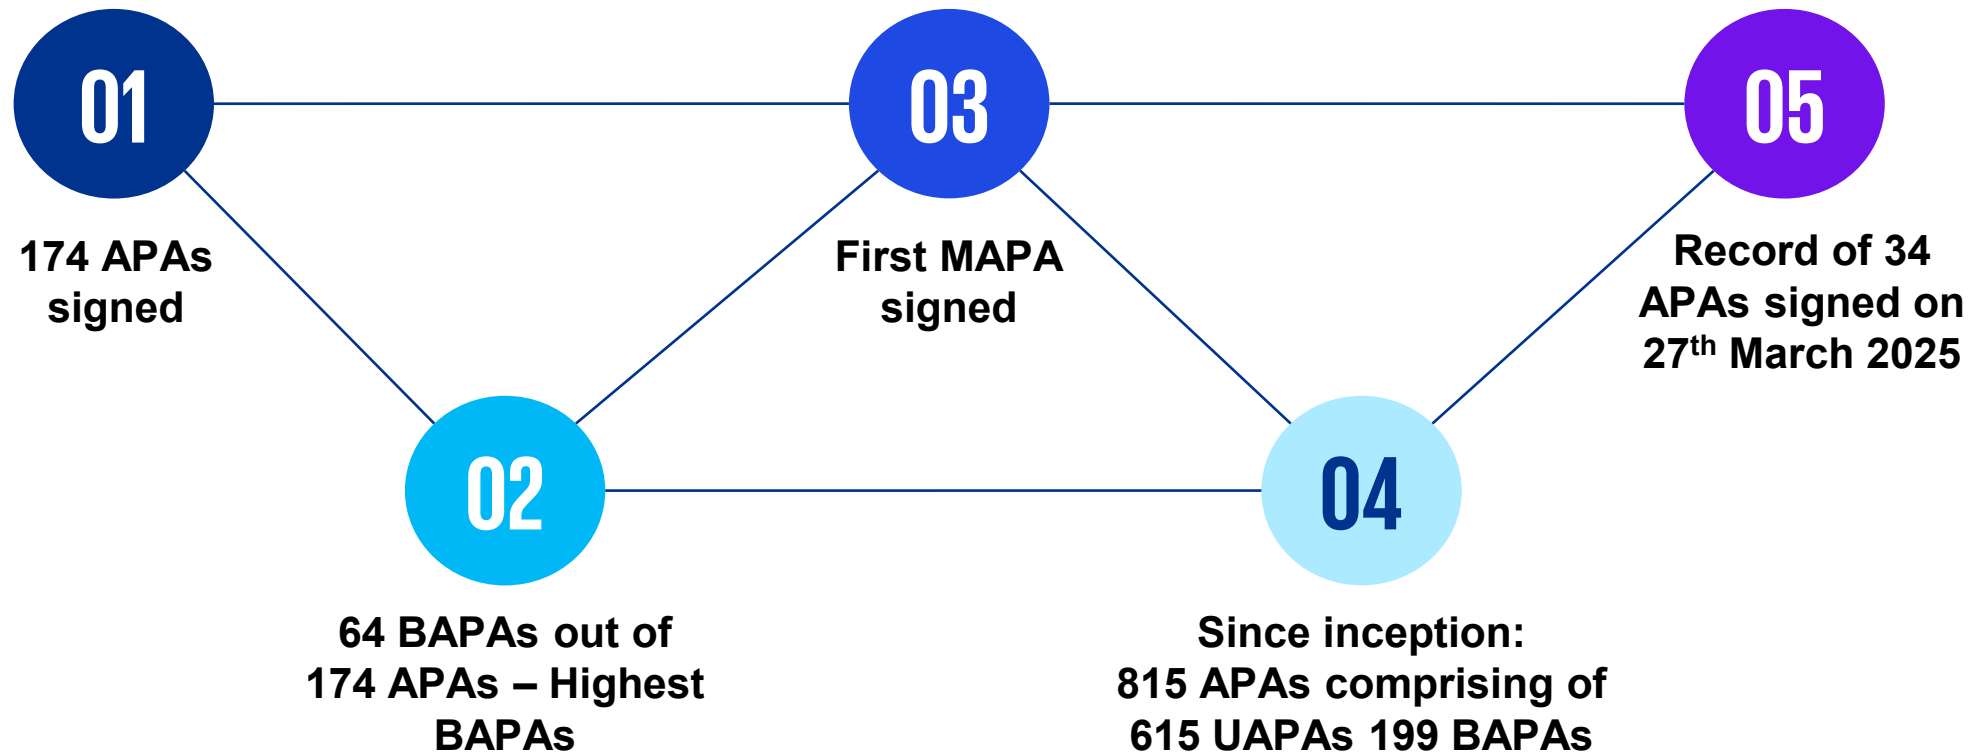 01
174 APAs
signed
02
64 BAPAs out of
174 APAs – Highest
BAPAs
03
First MAPA
signed
04
Since inception:
815 APAs comprising of
615 UAPAs 199 BAPAs
05
Record of 34
APAs signed on
27th March 2025